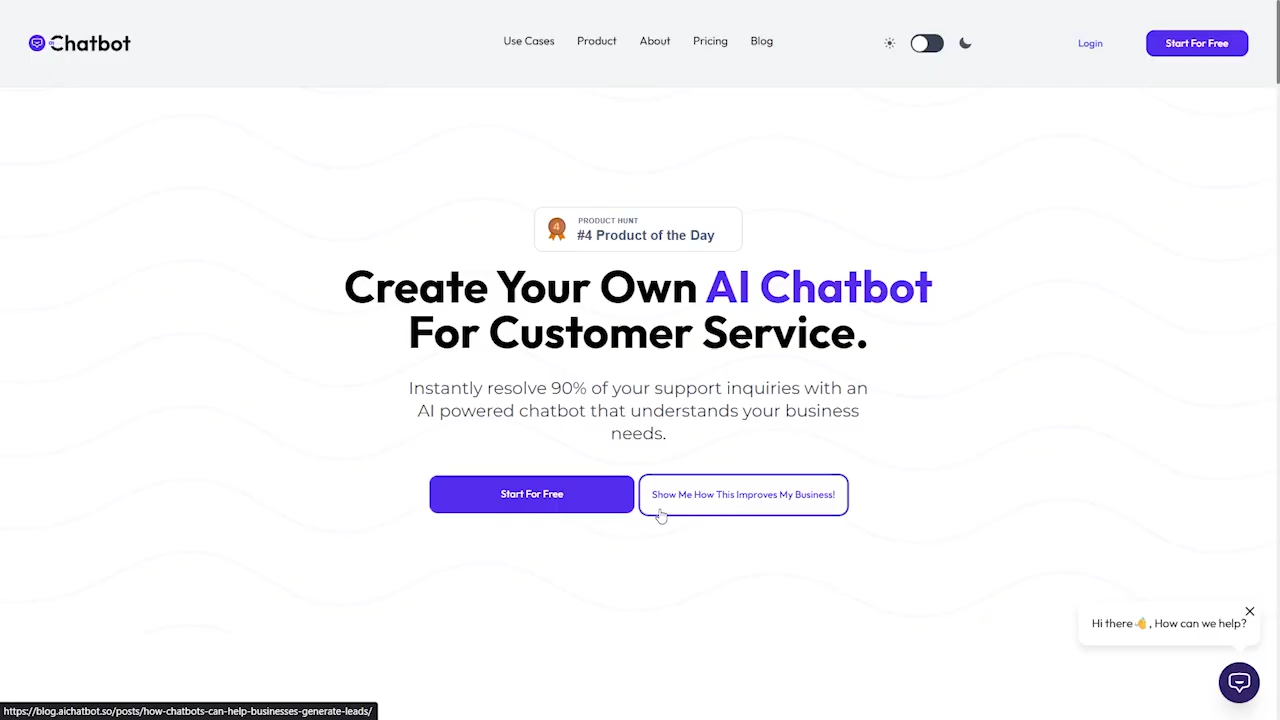 AI Chatbot
Use Cases
Product
About
Pricing
Blog
Login
Start For Free
4
PRODUCT HUNT
#4 Product of the Day
Create Your Own AI Chatbot
For Customer Service.
Instantly resolve 90% of your support inquiries with an
AI powered chatbot that understands your business
needs.
Start For Free
Show Me How This Improves My Business!
Hi there👋, How can we help?
https://blog.aichatbot.so/posts/how-chatbots-can-help-businesses-generate-leads/